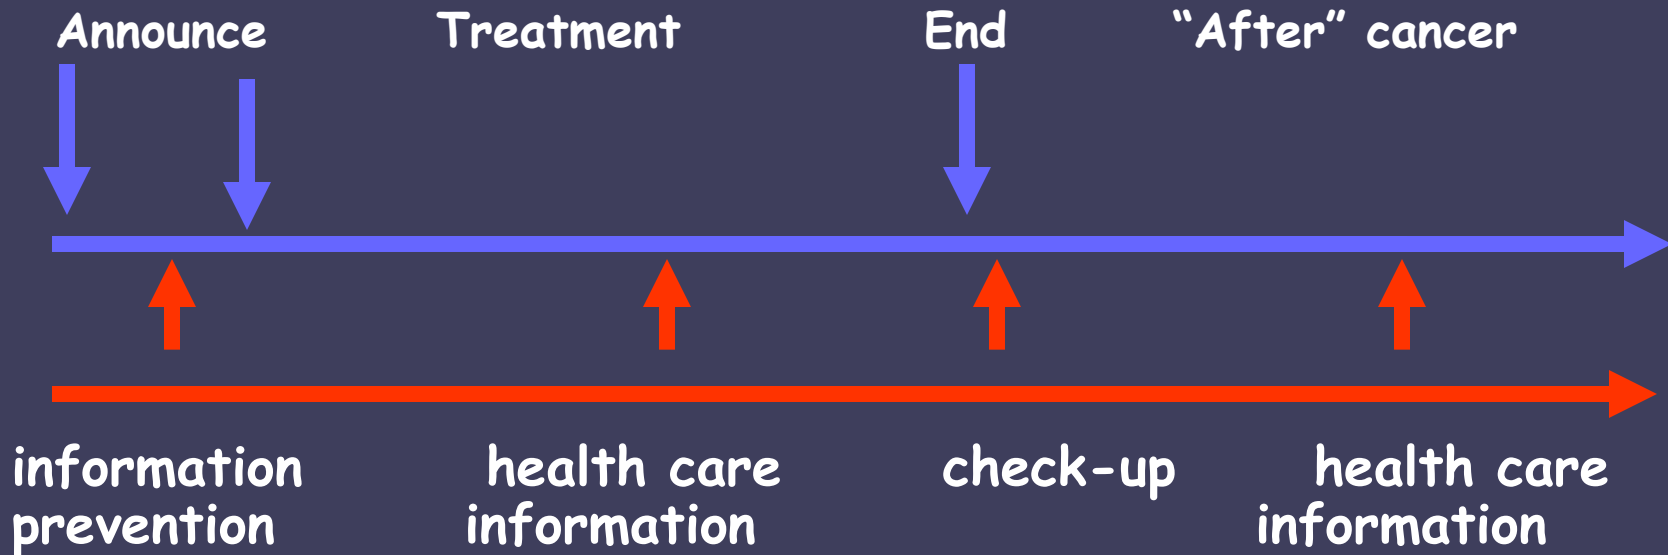 Announce Treatment End “After” cancer
information health care check-up health care
prevention information information